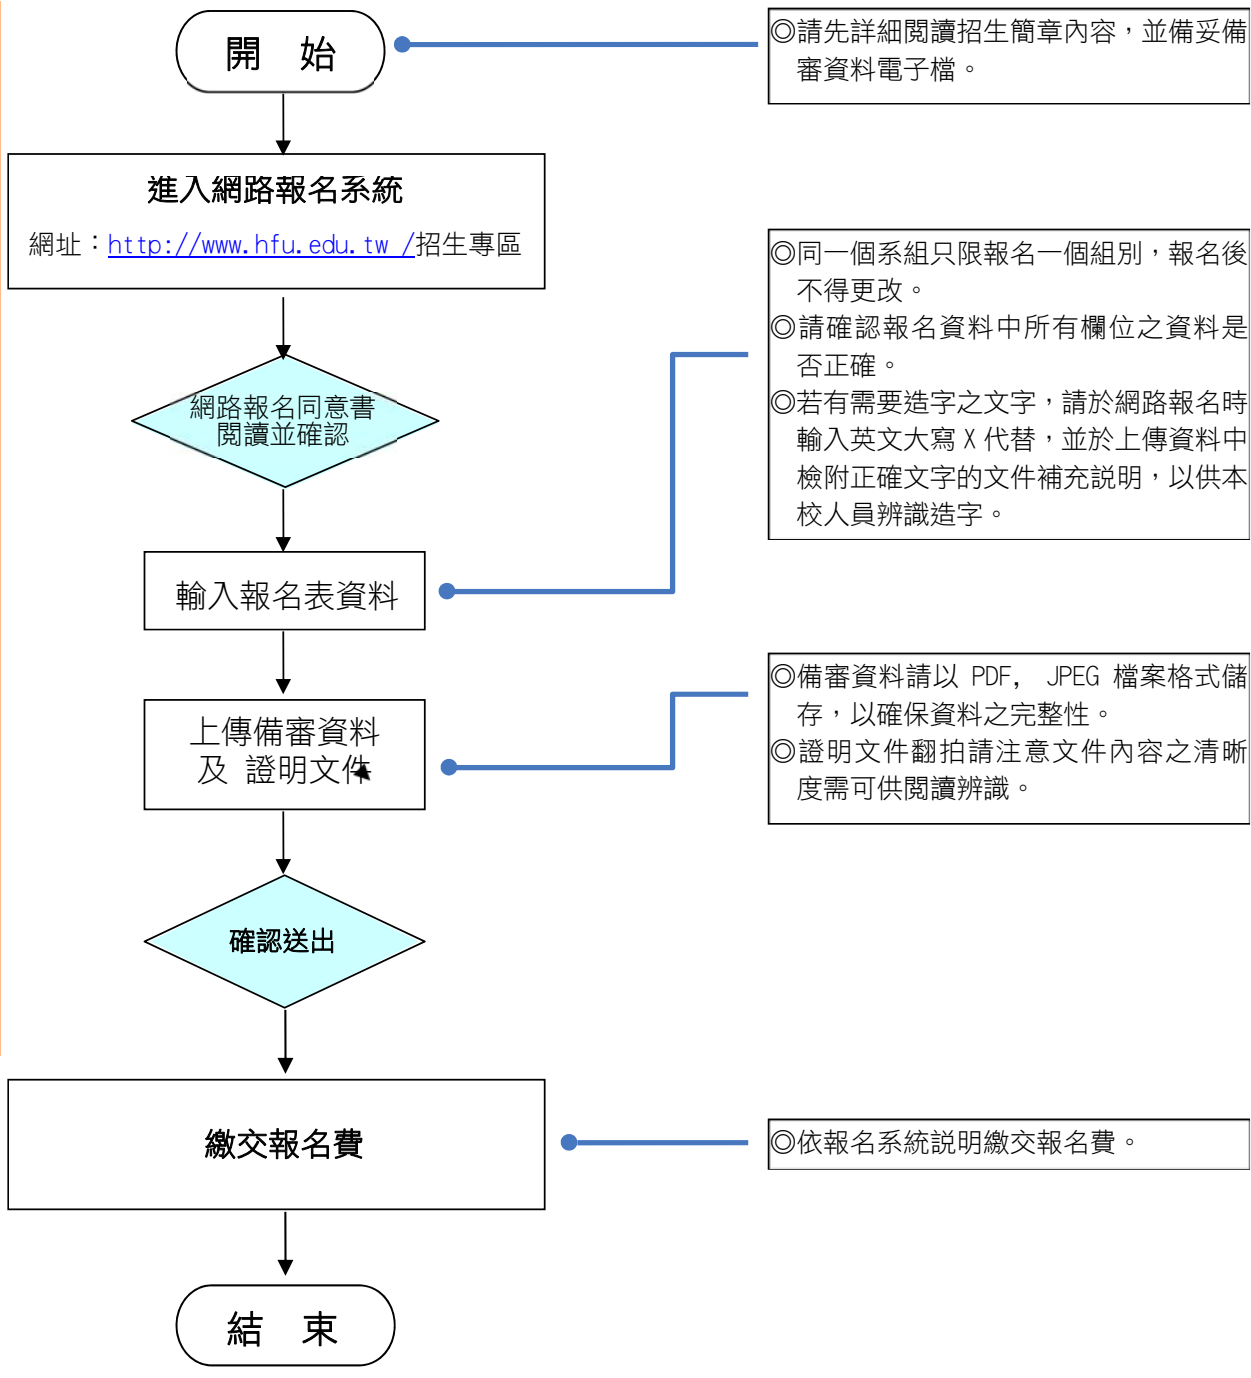 開 始
◎請先詳細閱讀招生簡章內容，並備妥備
審資料電子檔。
進入網路報名系統
網址：http://www.hfu.edu.tw /招生專區
◎同一個系組只限報名一個組別，報名後
不得更改。
◎請確認報名資料中所有欄位之資料是
否正確。
◎若有需要造字之文字，請於網路報名時
輸入英文大寫 X 代替，並於上傳資料中
檢附正確文字的文件補充説明，以供本
校人員辨識造字。
網路報名同意書
閱讀並確認
輸入報名表資料
◎備審資料請以 PDF, JPEG 檔案格式儲
存，以確保資料之完整性。
◎證明文件翻拍請注意文件內容之清晰
度需可供閱讀辨識。
上傳備審資料
及 證明文件
確認送出
繳交報名費
◎依報名系統説明繳交報名費。
結 束